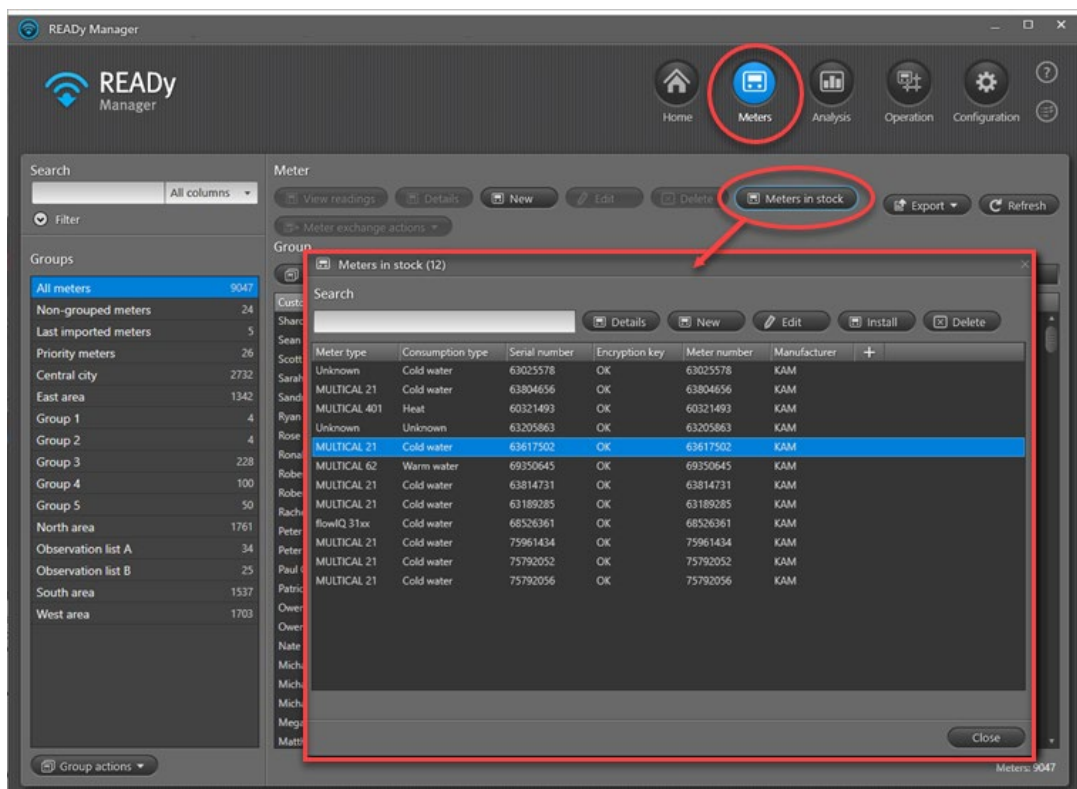 READy Manager
READy
Manager
Home
Meters
Analysis
Operation
Configuration
Search
All columns
Filter
Groups
All meters 9047
Non-grouped meters 24
Last imported meters 5
Priority meters 26
Central city 2732
East area 1342
Group 1 4
Group 2 4
Group 3 228
Group 4 100
Group 5 50
North area 1761
Observation list A 34
Observation list B 25
South area 1537
West area 1703
Group actions
Meter
View readings Details New Edit Delete Meters in stock Export Refresh
Meter exchange actions
Group
Sean
Scott
Ryan
Rose
Peter
Peter
Nate
Meters in stock (12)
Search
Details New Edit Install Delete
Meter type Consumption type Serial number Encryption key Meter number Manufacturer +
Unknown Cold water 63025578 OK 63025578 KAM
MULTICAL 21 Cold water 63804656 OK 63804656 KAM
MULTICAL 401 Heat 60321493 OK 60321493 KAM
Unknown Unknown 63205863 OK 63205863 KAM
MULTICAL 21 Cold water 63617502 OK 63617502 KAM
MULTICAL 62 Warm water 69350645 OK 69350645 KAM
MULTICAL 21 Cold water 63814731 OK 63814731 KAM
MULTICAL 21 Cold water 63189285 OK 63189285 KAM
flowIQ 31xx Cold water 68526361 OK 68526361 KAM
MULTICAL 21 Cold water 75961434 OK 75961434 KAM
MULTICAL 21 Cold water 75792052 OK 75792052 KAM
MULTICAL 21 Cold water 75792056 OK 75792056 KAM
Close
Meters: 9047